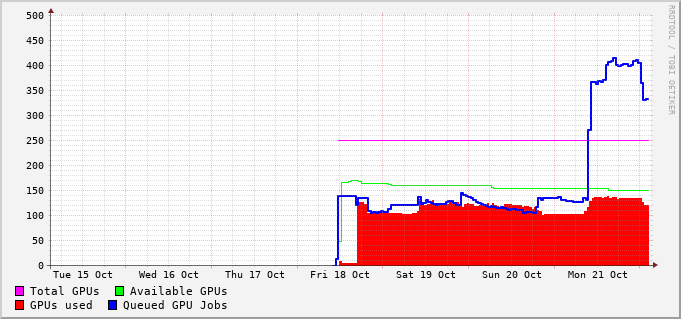 RRDTOOL / TOBI OETIKER
500
450
400
350
300
250
200
150
100
50
0
Tue 15 Oct Wed 16 Oct Thu 17 Oct Fri 18 Oct Sat 19 Oct Sun 20 Oct Mon 21 Oct
Total GPUs Available GPUs
GPUs used Queued GPU Jobs